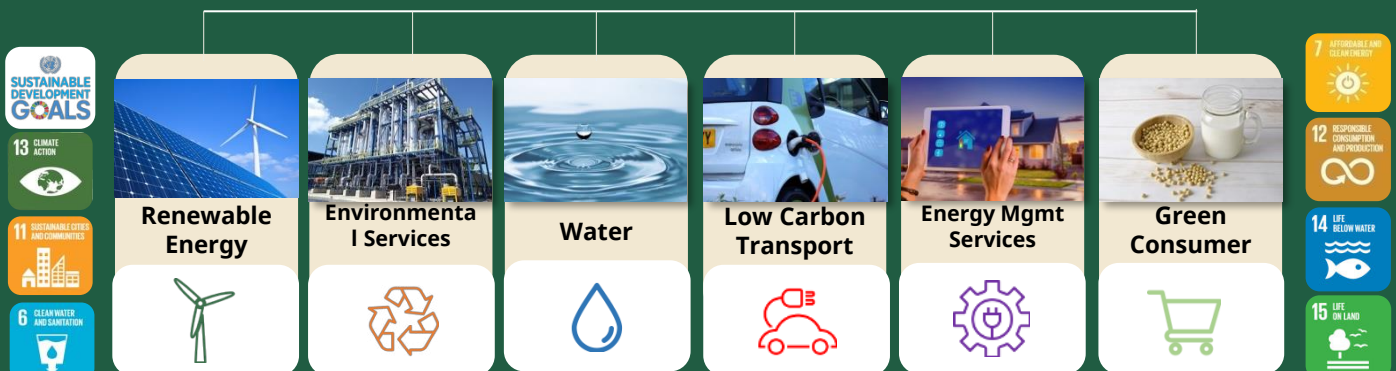 SUSTAINABLE
DEVELOPMENT
GOALS
13 CLIMATE
ACTION
11 SUSTAINABLE CITIES
AND COMMUNITIES
6 CLEAN WATER
AND SANITATION
Renewable
Energy
Environmenta
l Services
Water
Low Carbon
Transport
Energy Mgmt
Services
Green
Consumer
7 AFFORDABLE AND
CLEAN ENERGY
12 RESPONSIBLE
CONSUMPTION
AND PRODUCTION
14 LIFE
BELOW WATER
15 LIFE
ON LAND